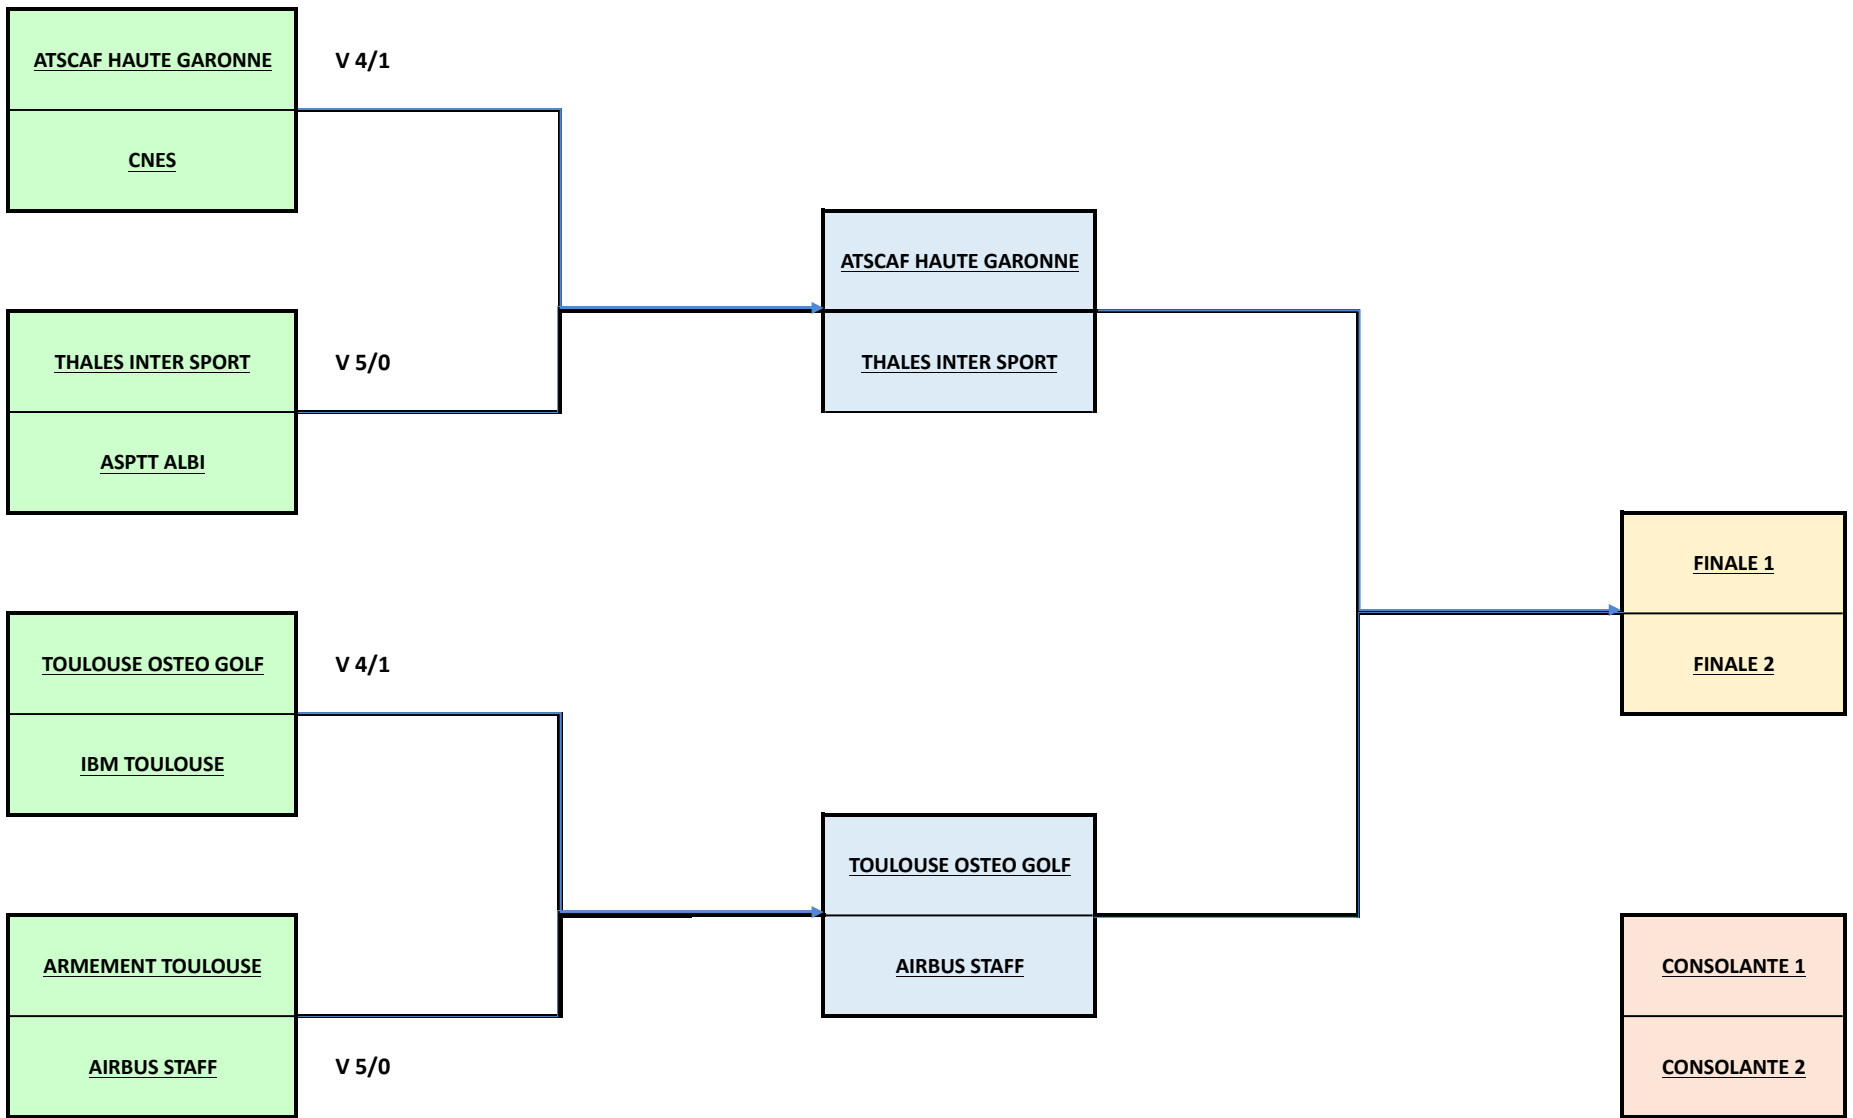 ATSCAF HAUTE GARONNE
V 4/1
CNES
ATSCAF HAUTE GARONNE
THALES INTER SPORT
V 5/0
THALES INTER SPORT
ASPTT ALBI
FINALE 1
TOULOUSE OSTEO GOLF
V 4/1
FINALE 2
IBM TOULOUSE
TOULOUSE OSTEO GOLF
ARMEMENT TOULOUSE
AIRBUS STAFF
CONSOLANTE 1
AIRBUS STAFF
V 5/0
CONSOLANTE 2